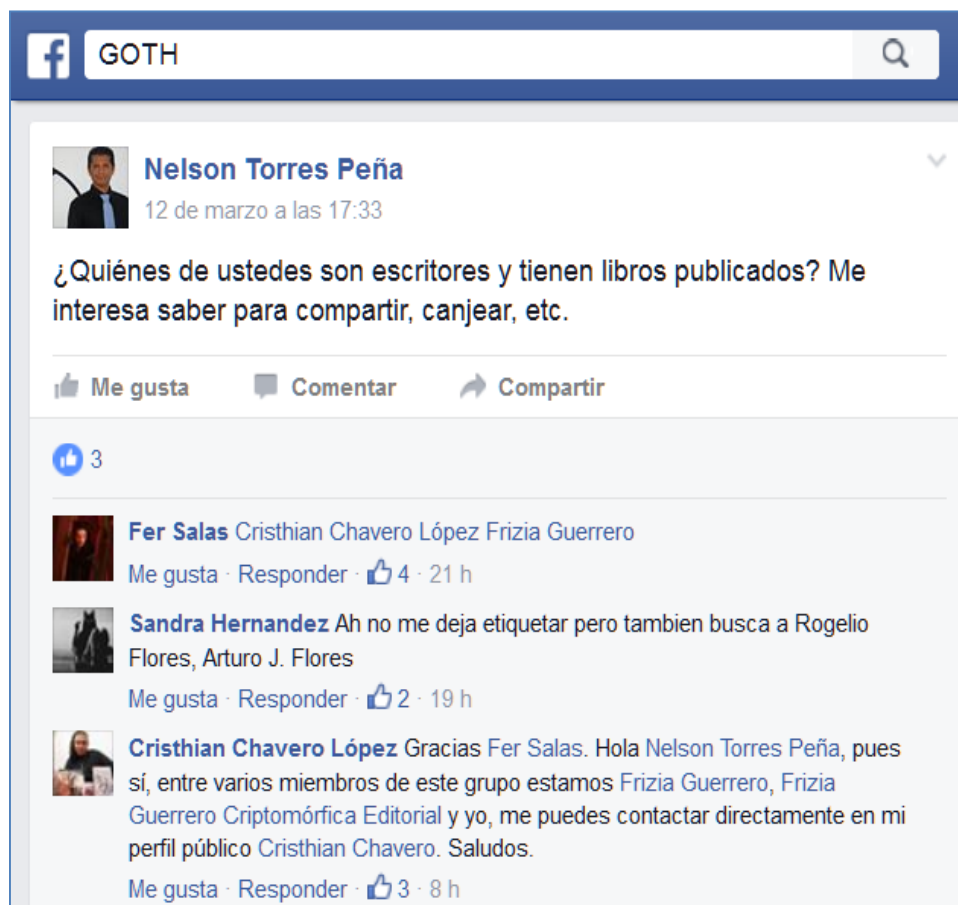 f GOTH
Nelson Torres Peña
12 de marzo a las 17:33
¿Quiénes de ustedes son escritores y tienen libros publicados? Me
interesa saber para compartir, canjear, etc.
Me gusta Comentar Compartir
3
Fer Salas Cristhian Chavero López Frizia Guerrero
Me gusta · Responder · 4 · 21 h
Sandra Hernandez Ah no me deja etiquetar pero tambien busca a Rogelio
Flores, Arturo J. Flores
Me gusta · Responder · 2 · 19 h
Cristhian Chavero López Gracias Fer Salas. Hola Nelson Torres Peña, pues
sí, entre varios miembros de este grupo estamos Frizia Guerrero, Frizia
Guerrero Criptomórfica Editorial y yo, me puedes contactar directamente en mi
perfil público Cristhian Chavero. Saludos.
Me gusta · Responder · 3 · 8 h